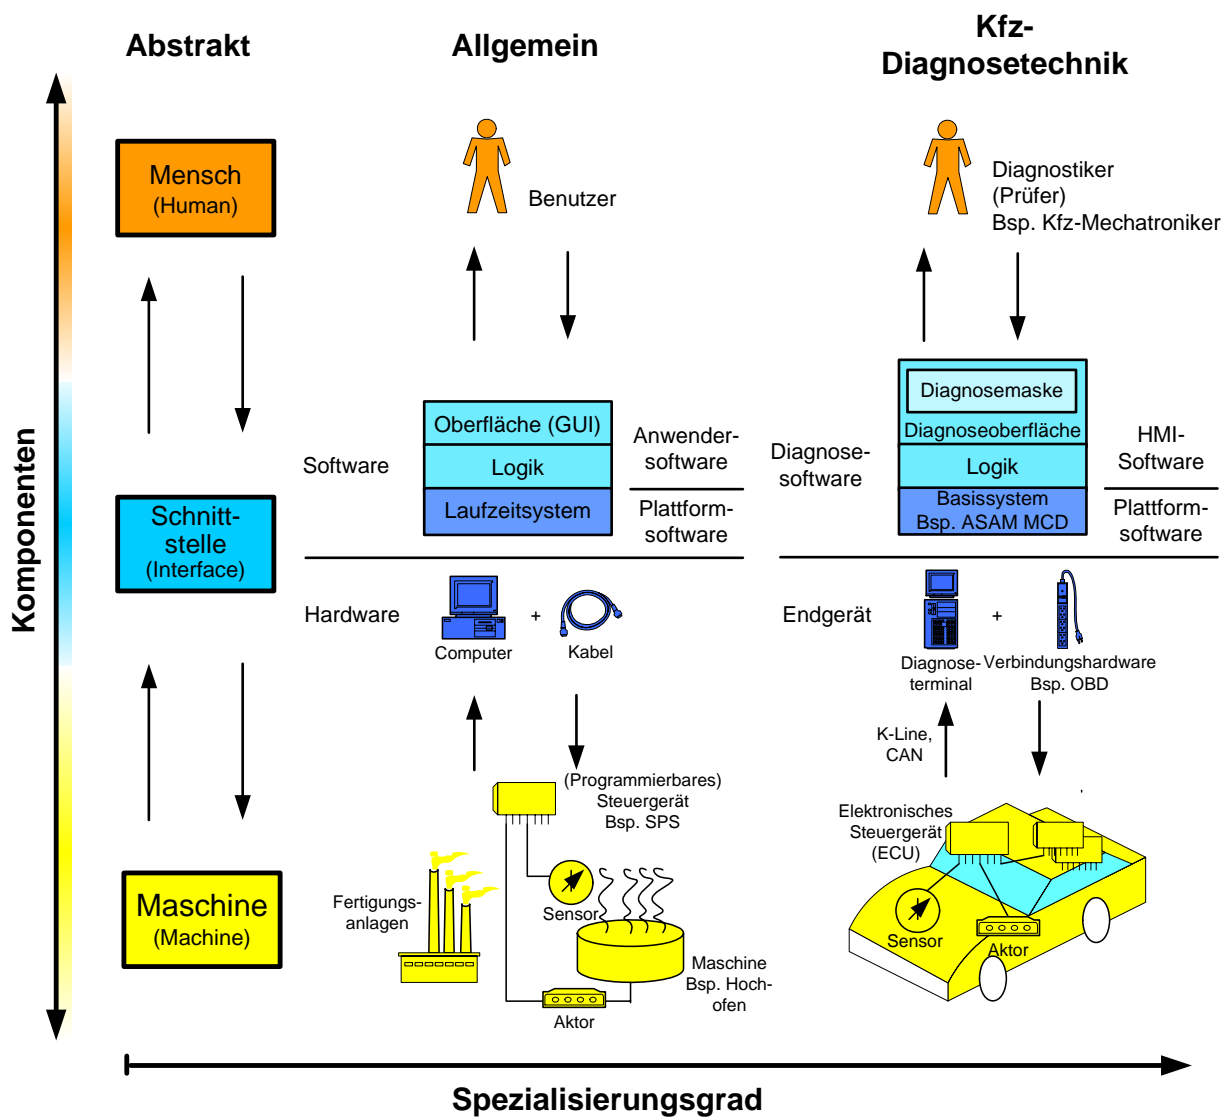 Abstrakt
Allgemein
Kfz-
Diagnosetechnik
Komponenten
Mensch
(Human)
Schnitt-
stelle
(Interface)
Maschine
(Machine)
Benutzer
Software
Oberfläche (GUI)
Logik
Laufzeitsystem
Anwender-
software
Plattform-
software
Hardware
+
Computer
Kabel
(Programmierbares)
Steuergerät
Bsp. SPS
Fertigungs-
anlagen
Sensor
Aktor
Maschine
Bsp. Hoch-
ofen
Diagnostiker
(Prüfer)
Bsp. Kfz-Mechatroniker
Diagnose-
software
Diagnosemaske
Diagnoseoberfläche
Logik
Basissystem
Bsp. ASAM MCD
HMI-
Software
Plattform-
software
Endgerät
+
Diagnose-
terminal
Verbindungshardware
Bsp. OBD
K-Line,
CAN
Elektronisches
Steuergerät
(ECU)
Sensor
Aktor
Spezialisierungsgrad